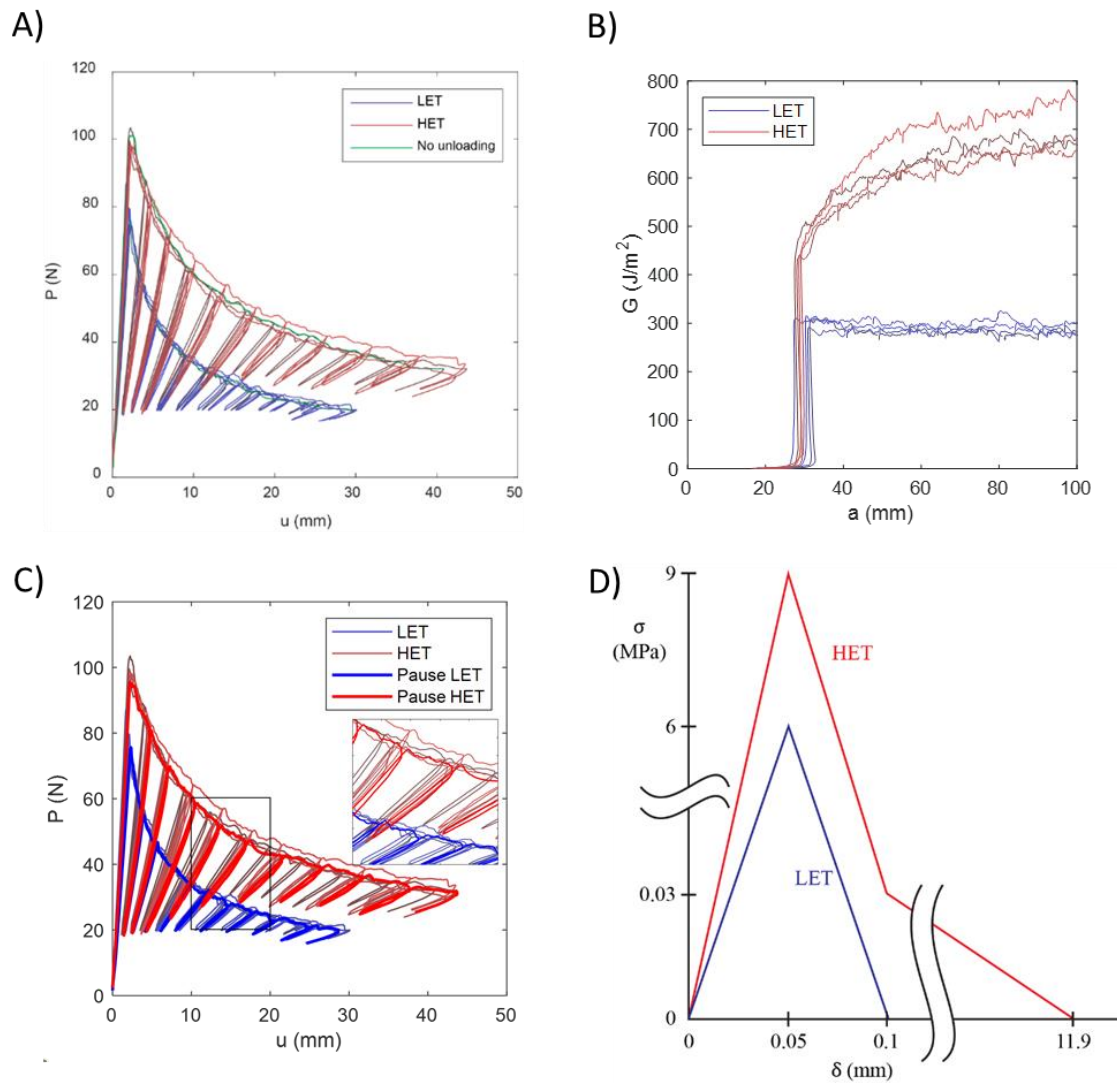 A)
120
100
80
60
40
20
0
P (N)
LET
HET
No unloading
0 10 20 30 40 50
u (mm)
B)
800
700
600
500
400
300
200
100
0
G (J/m²)
LET
HET
0 20 40 60 80 100
a (mm)
C)
120
100
80
60
40
20
0
P (N)
LET
HET
Pause LET
Pause HET
0 10 20 30 40 50
u (mm)
D)
9
σ
(MPa)
HET
6
LET
0.03
0
0 0.05 0.1 11.9
δ (mm)